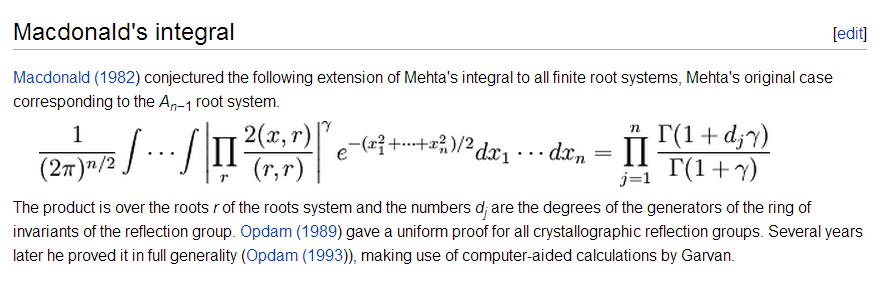 Macdonald's integral [edit]
Macdonald (1982) conjectured the following extension of Mehta's integral to all finite root systems, Mehta's original case
corresponding to the Aₙ₋₁ root system.
\frac{1}{(2\pi)^{n/2}} \int \cdots \int \left| \prod_r \frac{2(x,r)}{(r,r)} \right|^\gamma e^{-(x_1^2+\cdots+x_n^2)/2} dx_1 \cdots dx_n = \prod_{j=1}^n \frac{\Gamma(1+d_j\gamma)}{\Gamma(1+\gamma)}
The product is over the roots r of the roots system and the numbers dⱼ are the degrees of the generators of the ring of
invariants of the reflection group. Opdam (1989) gave a uniform proof for all crystallographic reflection groups. Several years
later he proved it in full generality (Opdam (1993)), making use of computer-aided calculations by Garvan.